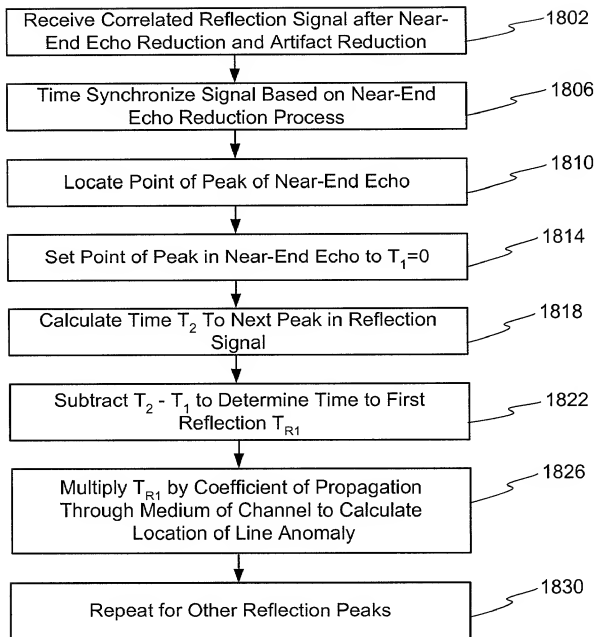 Receive Correlated Reflection Signal after Near-
End Echo Reduction and Artifact Reduction
1802
Time Synchronize Signal Based on Near-End
Echo Reduction Process
1806
Locate Point of Peak of Near-End Echo
1810
Set Point of Peak in Near-End Echo to T1=0
1814
Calculate Time T2 To Next Peak in Reflection
Signal
1818
Subtract T2 - T1 to Determine Time to First
Reflection TR1
1822
Multiply TR1 by Coefficient of Propagation
Through Medium of Channel to Calculate
Location of Line Anomaly
1826
Repeat for Other Reflection Peaks
1830